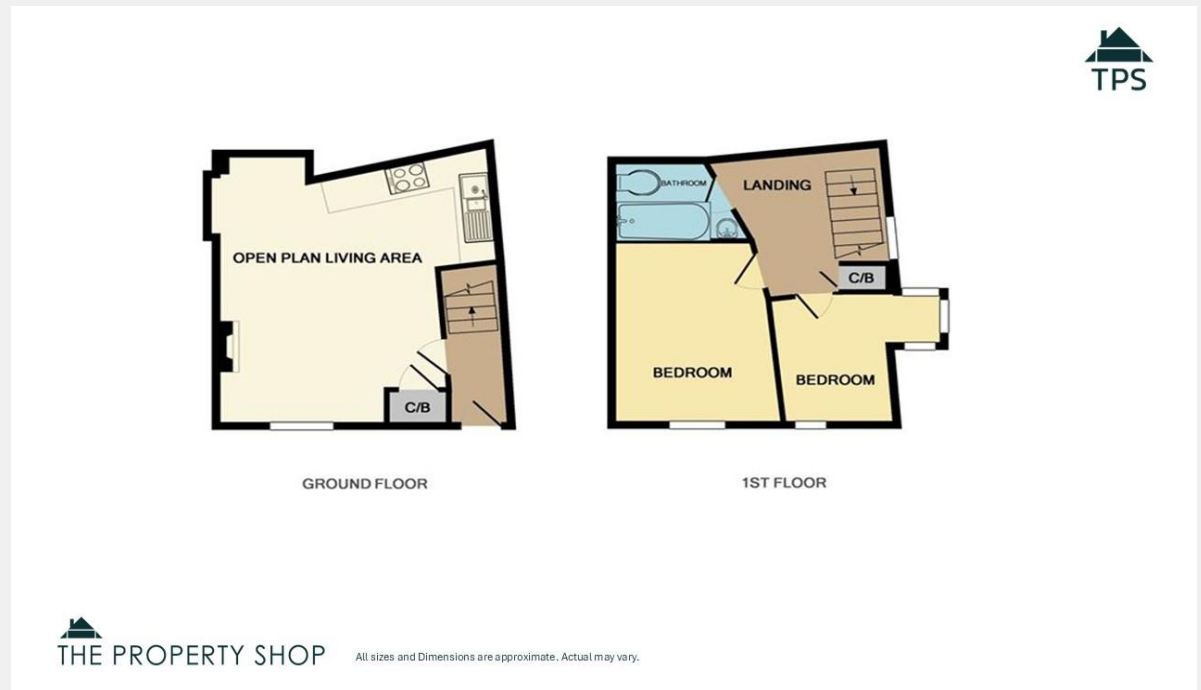 TPS
OPEN PLAN LIVING AREA
C/B
GROUND FLOOR
BATHROOM
LANDING
C/B
BEDROOM
BEDROOM
1ST FLOOR
THE PROPERTY SHOP
All sizes and Dimensions are approximate. Actual may vary.